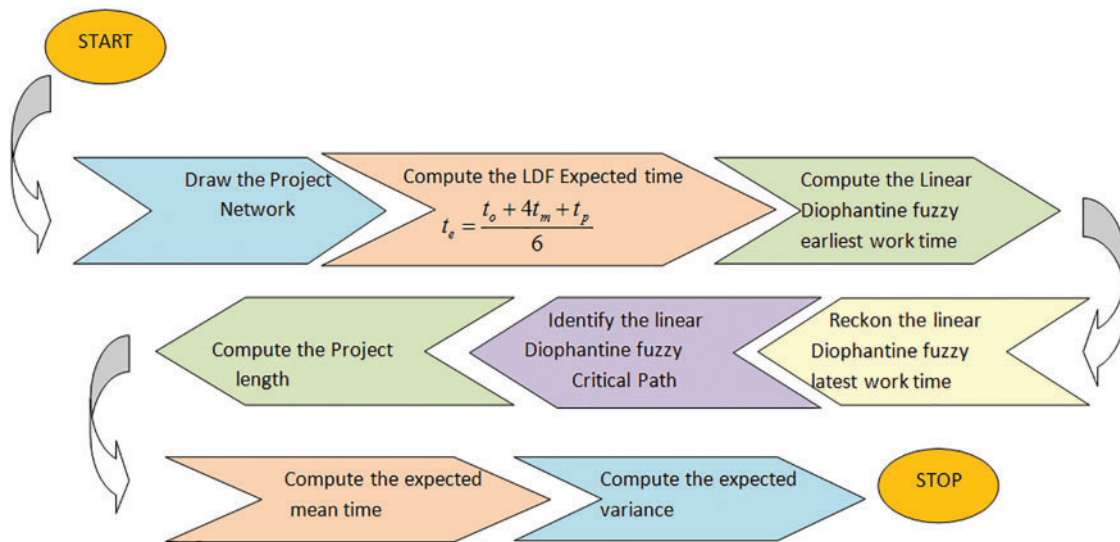 START
Draw the Project
Network
Compute the LDF Expected time
t_e = \frac{t_o + 4t_m + t_p}{6}
Compute the Linear
Diophantine fuzzy
earliest work time
Reckon the linear
Diophantine fuzzy
latest work time
Identify the linear
Diophantine fuzzy
Critical Path
Compute the Project
length
Compute the expected
mean time
Compute the expected
variance
STOP